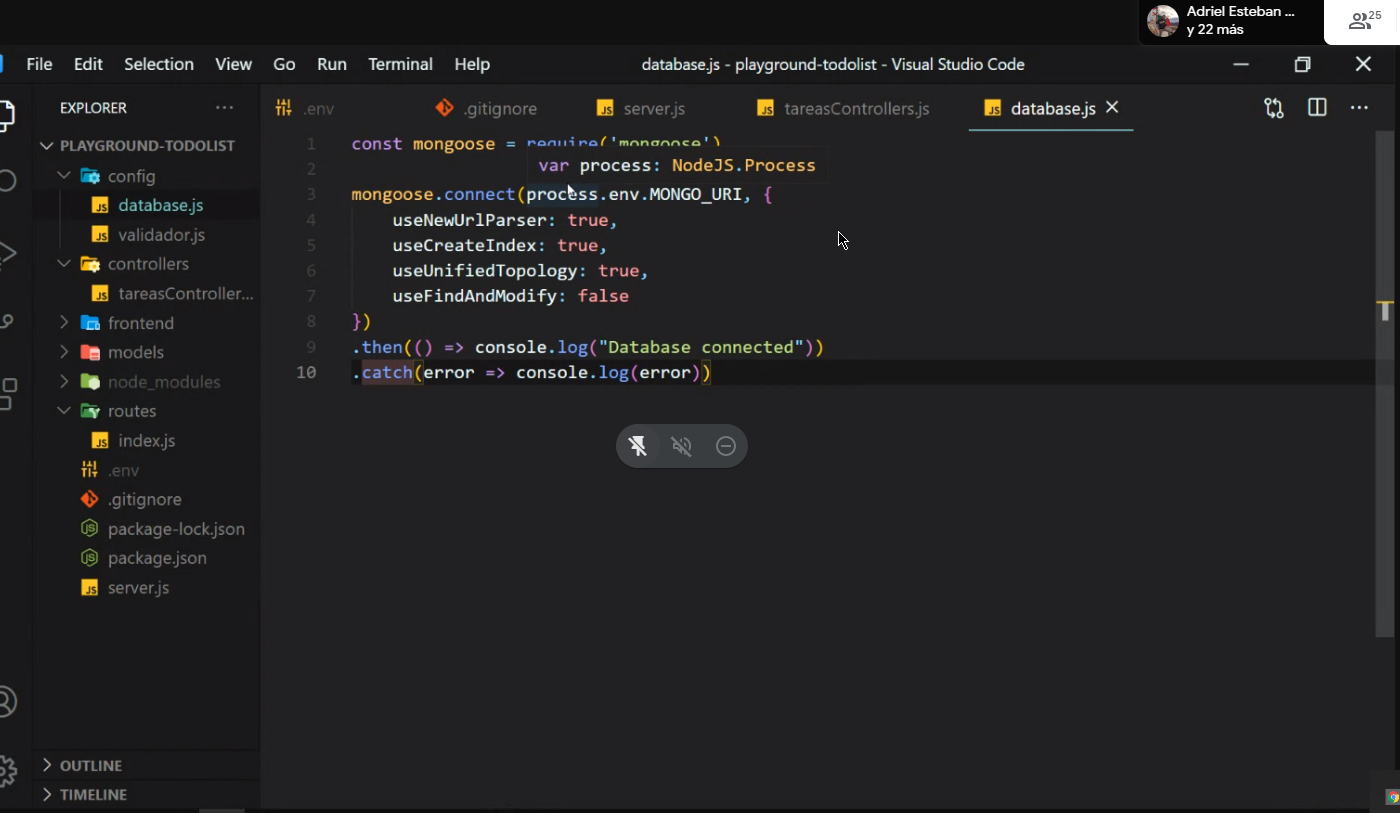 Adriel Esteban ...
y 22 más
25
File Edit Selection View Go Run Terminal Help
database.js - playground-todolist - Visual Studio Code
EXPLORER
.env
.gitignore
server.js
tareasControllers.js
database.js
PLAYGROUND-TODOLIST
config
database.js
validador.js
controllers
tareasController...
frontend
models
node_modules
routes
index.js
.env
.gitignore
package-lock.json
package.json
server.js
OUTLINE
TIMELINE
1 const mongoose = require('mongoose')
var process: NodeJS.Process
2
3 mongoose.connect(process.env.MONGO_URI, {
4 useNewUrlParser: true,
5 useCreateIndex: true,
6 useUnifiedTopology: true,
7 useFindAndModify: false
8 })
9 .then(() => console.log("Database connected"))
10 .catch(error => console.log(error))